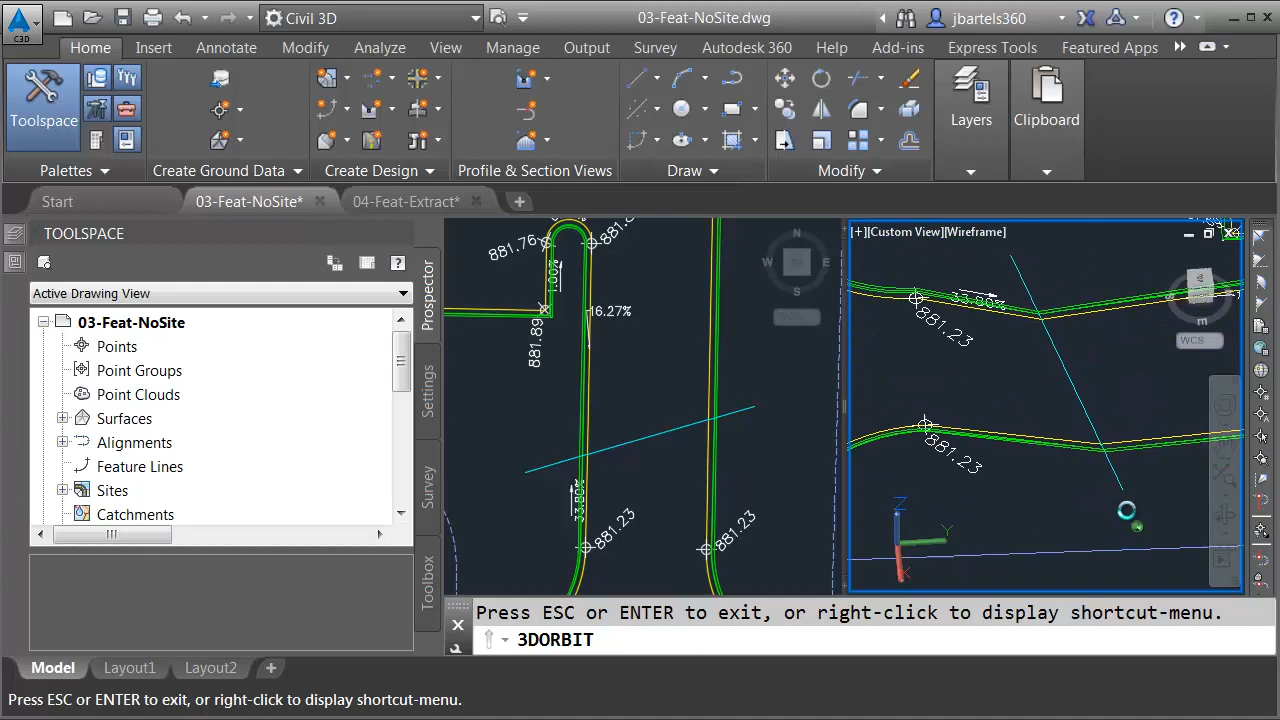 C3D
Civil 3D
03-Feat-NoSite.dwg
jbartels360
Home Insert Annotate Modify Analyze View Manage Output Survey Autodesk 360 Help Add-ins Express Tools Featured Apps
Toolspace
Layers
Clipboard
Palettes
Create Ground Data
Create Design
Profile & Section Views
Draw
Modify
Start
03-Feat-NoSite*
04-Feat-Extract*
TOOLSPACE
Active Drawing View
03-Feat-NoSite
Points
Point Groups
Point Clouds
Surfaces
Alignments
Feature Lines
Sites
Catchments
Prospector
Settings
Survey
Toolbox
881.76
1.00%
16.27%
881.89
33.80%
881.23
881.23
N
W
E
S
WCS
[+][Custom View][Wireframe]
33.80%
881.23
881.23
WCS
Z
Y
X
Press ESC or ENTER to exit, or right-click to display shortcut-menu.
3DORBIT
Model
Layout1
Layout2
Press ESC or ENTER to exit, or right-click to display shortcut-menu.